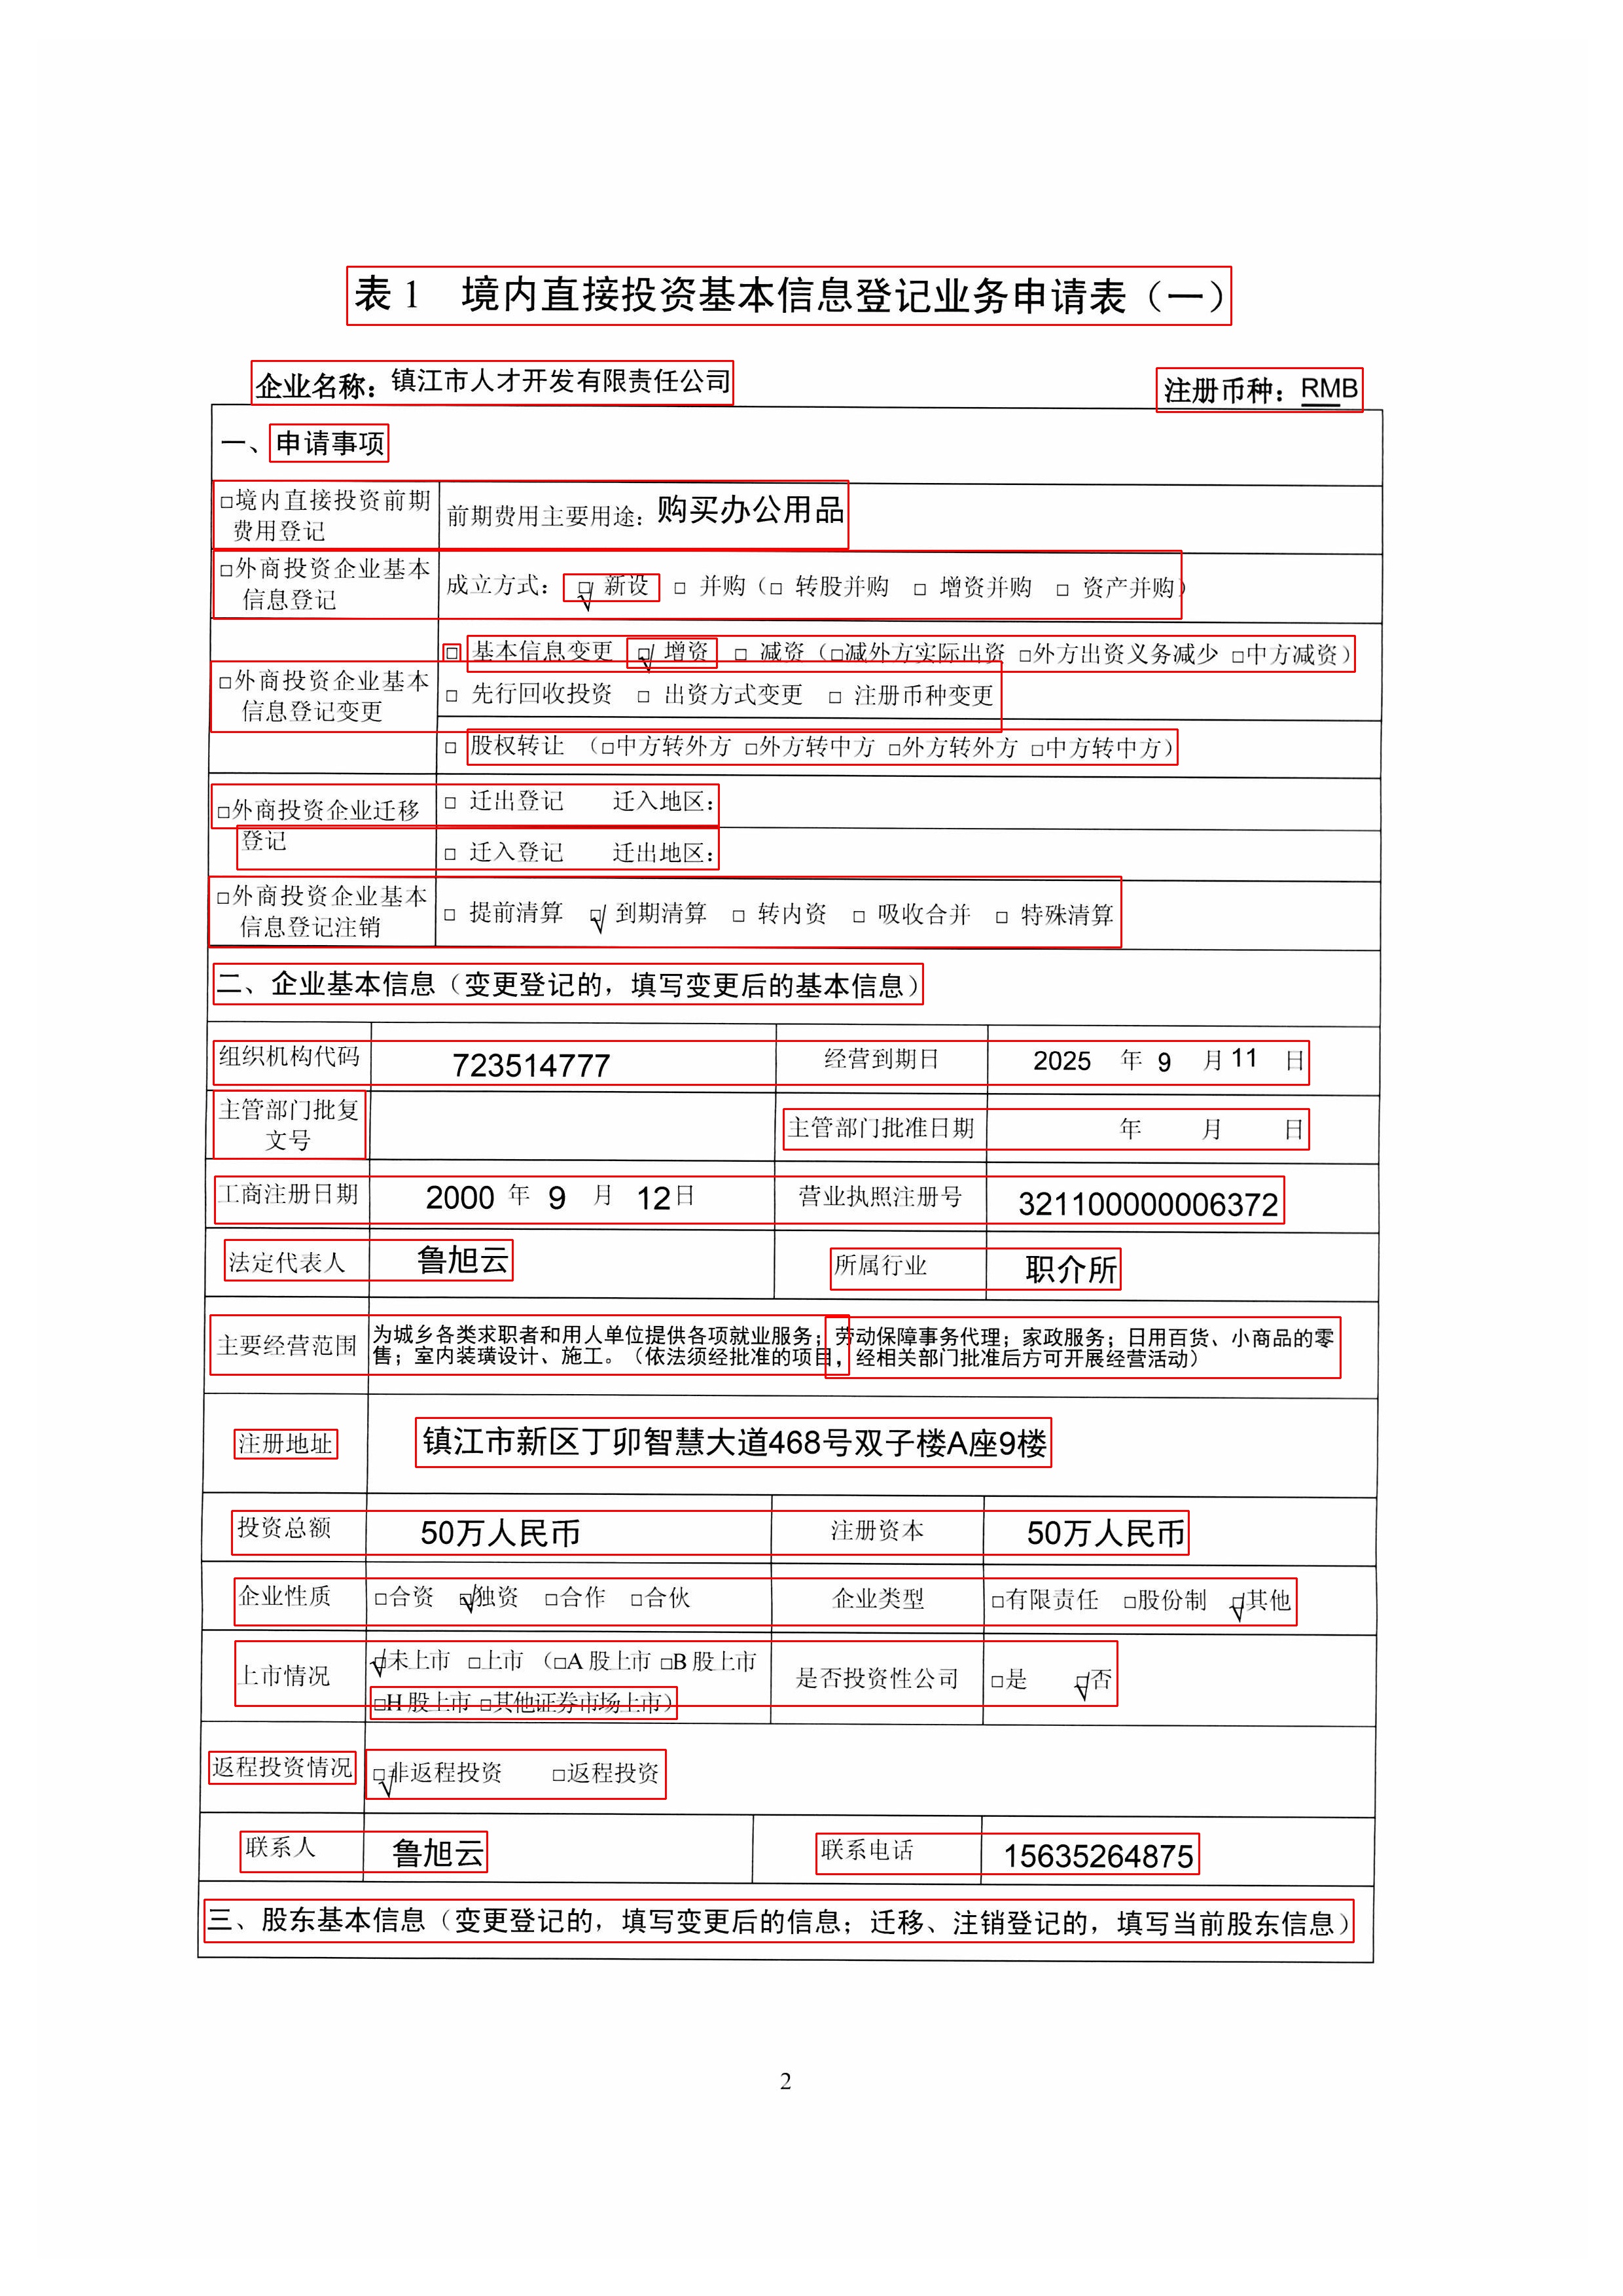 表 1　境内直接投资基本信息登记业务申请表（一）
企业名称：镇江市人才开发有限责任公司　注册币种：RMB
一、申请事项
□境内直接投资前期费用登记　前期费用主要用途：购买办公用品
□外商投资企业基本信息登记　成立方式：☑ 新设 □ 并购（□ 转股并购 □ 增资并购 □ 资产并购）
□外商投资企业基本信息登记变更
□ 基本信息变更 ☑ 增资 □ 减资（□减外方实际出资 □外方出资义务减少 □中方减资）
□ 先行回收投资 □ 出资方式变更 □ 注册币种变更
□ 股权转让 （□中方转外方 □外方转中方 □外方转外方 □中方转中方）
□外商投资企业迁移登记
□ 迁出登记　迁入地区：
□ 迁入登记　迁出地区：
□外商投资企业基本信息登记注销　□ 提前清算 ☑ 到期清算 □ 转内资 □ 吸收合并 □ 特殊清算
二、企业基本信息（变更登记的，填写变更后的基本信息）
组织机构代码　723514777　经营到期日　2025 年 9 月 11 日
主管部门批复文号　主管部门批准日期　年 月 日
工商注册日期　2000 年 9 月 12日　营业执照注册号　321100000006372
法定代表人　鲁旭云　所属行业　职介所
主要经营范围　为城乡各类求职者和用人单位提供各项就业服务；劳动保障事务代理；家政服务；日用百货、小商品的零
售；室内装璜设计、施工。（依法须经批准的项目，经相关部门批准后方可开展经营活动）
注册地址　镇江市新区丁卯智慧大道468号双子楼A座9楼
投资总额　50万人民币　注册资本　50万人民币
企业性质　□合资 ☑独资 □合作 □合伙　企业类型　□有限责任 □股份制 ☑其他
上市情况　☑未上市 □上市 （□A 股上市 □B 股上市
□H 股上市 □其他证券市场上市）　是否投资性公司　□是 ☑否
返程投资情况　☑非返程投资 □返程投资
联系人　鲁旭云　联系电话　15635264875
三、股东基本信息（变更登记的，填写变更后的信息；迁移、注销登记的，填写当前股东信息）
2